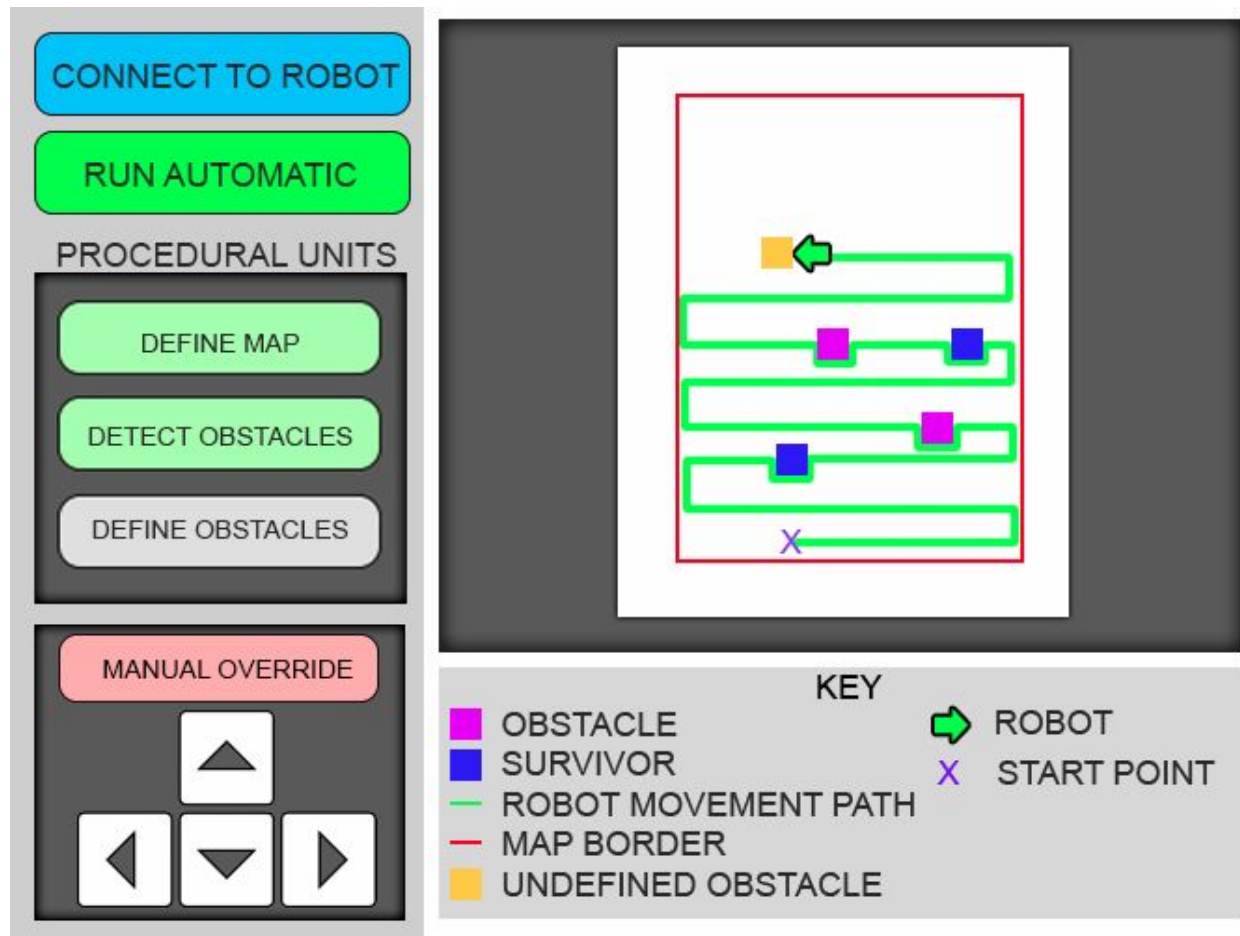 CONNECT TO ROBOT
RUN AUTOMATIC
PROCEDURAL UNITS
DEFINE MAP
DETECT OBSTACLES
DEFINE OBSTACLES
MANUAL OVERRIDE
X
KEY
OBSTACLE
SURVIVOR
ROBOT MOVEMENT PATH
MAP BORDER
UNDEFINED OBSTACLE
ROBOT
X START POINT